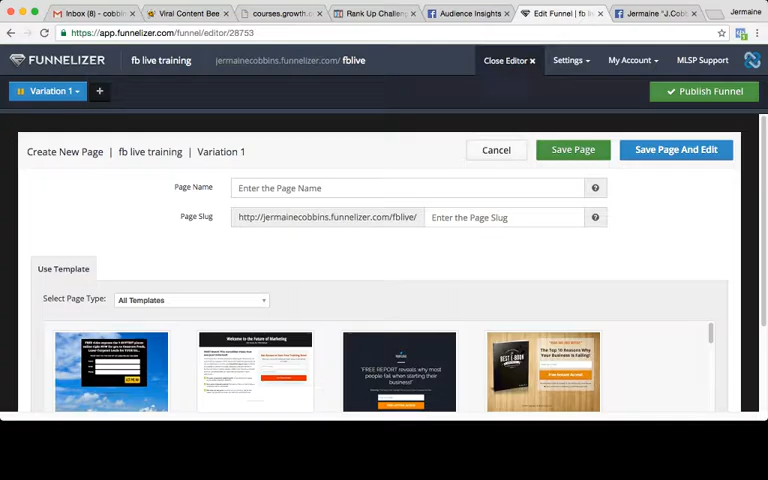 Inbox (8) - cobbin
Viral Content Bee
courses.growth.c
Rank Up Challeng
Audience Insights
Edit Funnel | fb li
Jermaine "J.Cobb
Jermaine
https://app.funnelizer.com/funnel/editor/28753
FUNNELIZER
fb live training
jermainecobbins.funnelizer.com/ fblive
Close Editor ×
Settings
My Account
MLSP Support
Variation 1
+
Publish Funnel
Create New Page | fb live training | Variation 1
Cancel
Save Page
Save Page And Edit
Page Name
Enter the Page Name
Page Slug
http://jermainecobbins.funnelizer.com/fblive/
Enter the Page Slug
Use Template
Select Page Type:
All Templates
Welcome to the Future of Marketing
"FREE REPORT reveals why most
people fail when starting their
business!"
BEST E-BOOK
The Top 10 Reasons Why
Your Business is Failing!